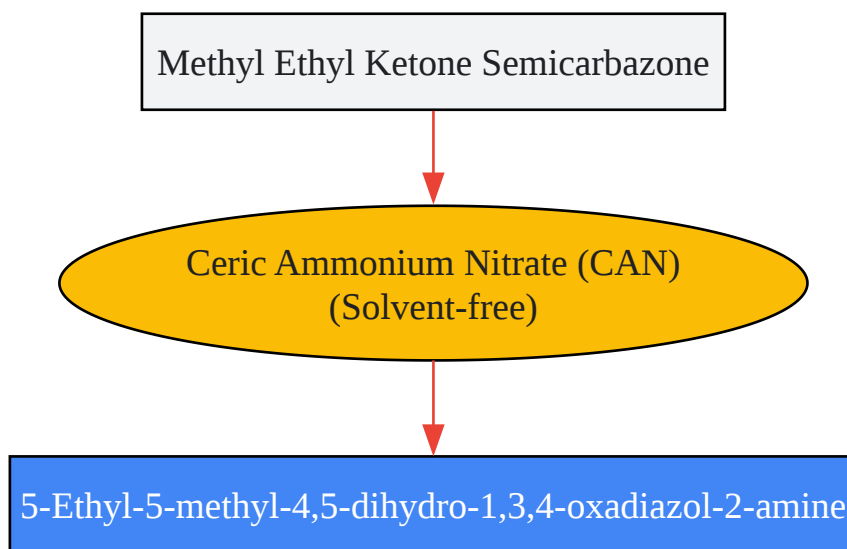 Methyl Ethyl Ketone Semicarbazone
Ceric Ammonium Nitrate (CAN)
(Solvent-free)
5-Ethyl-5-methyl-4,5-dihydro-1,3,4-oxadiazol-2-amine